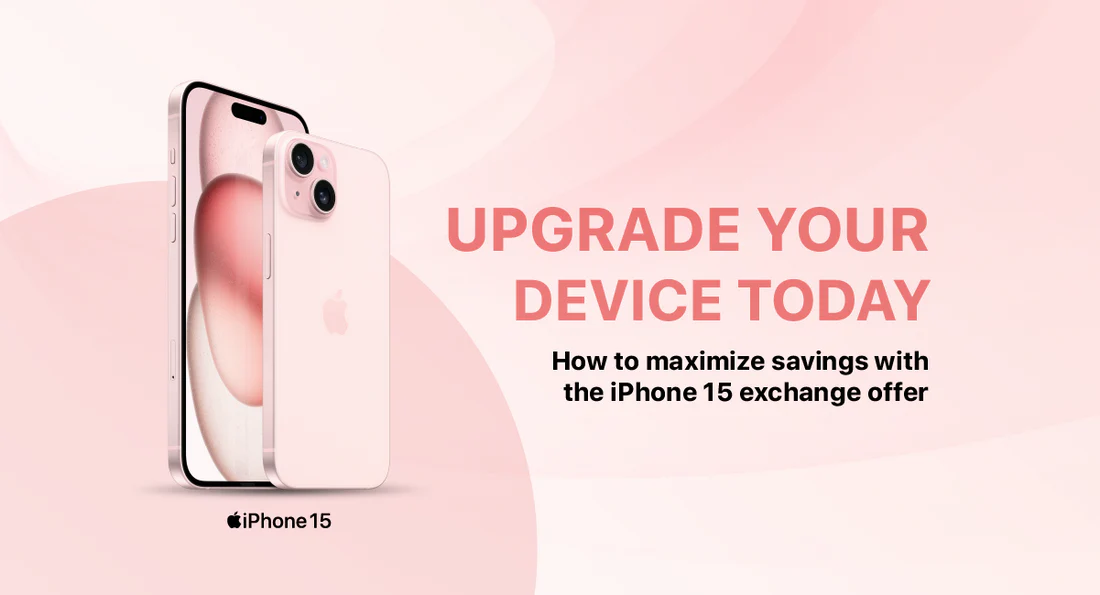 UPGRADE YOUR
DEVICE TODAY
How to maximize savings with
the iPhone 15 exchange offer
iPhone 15